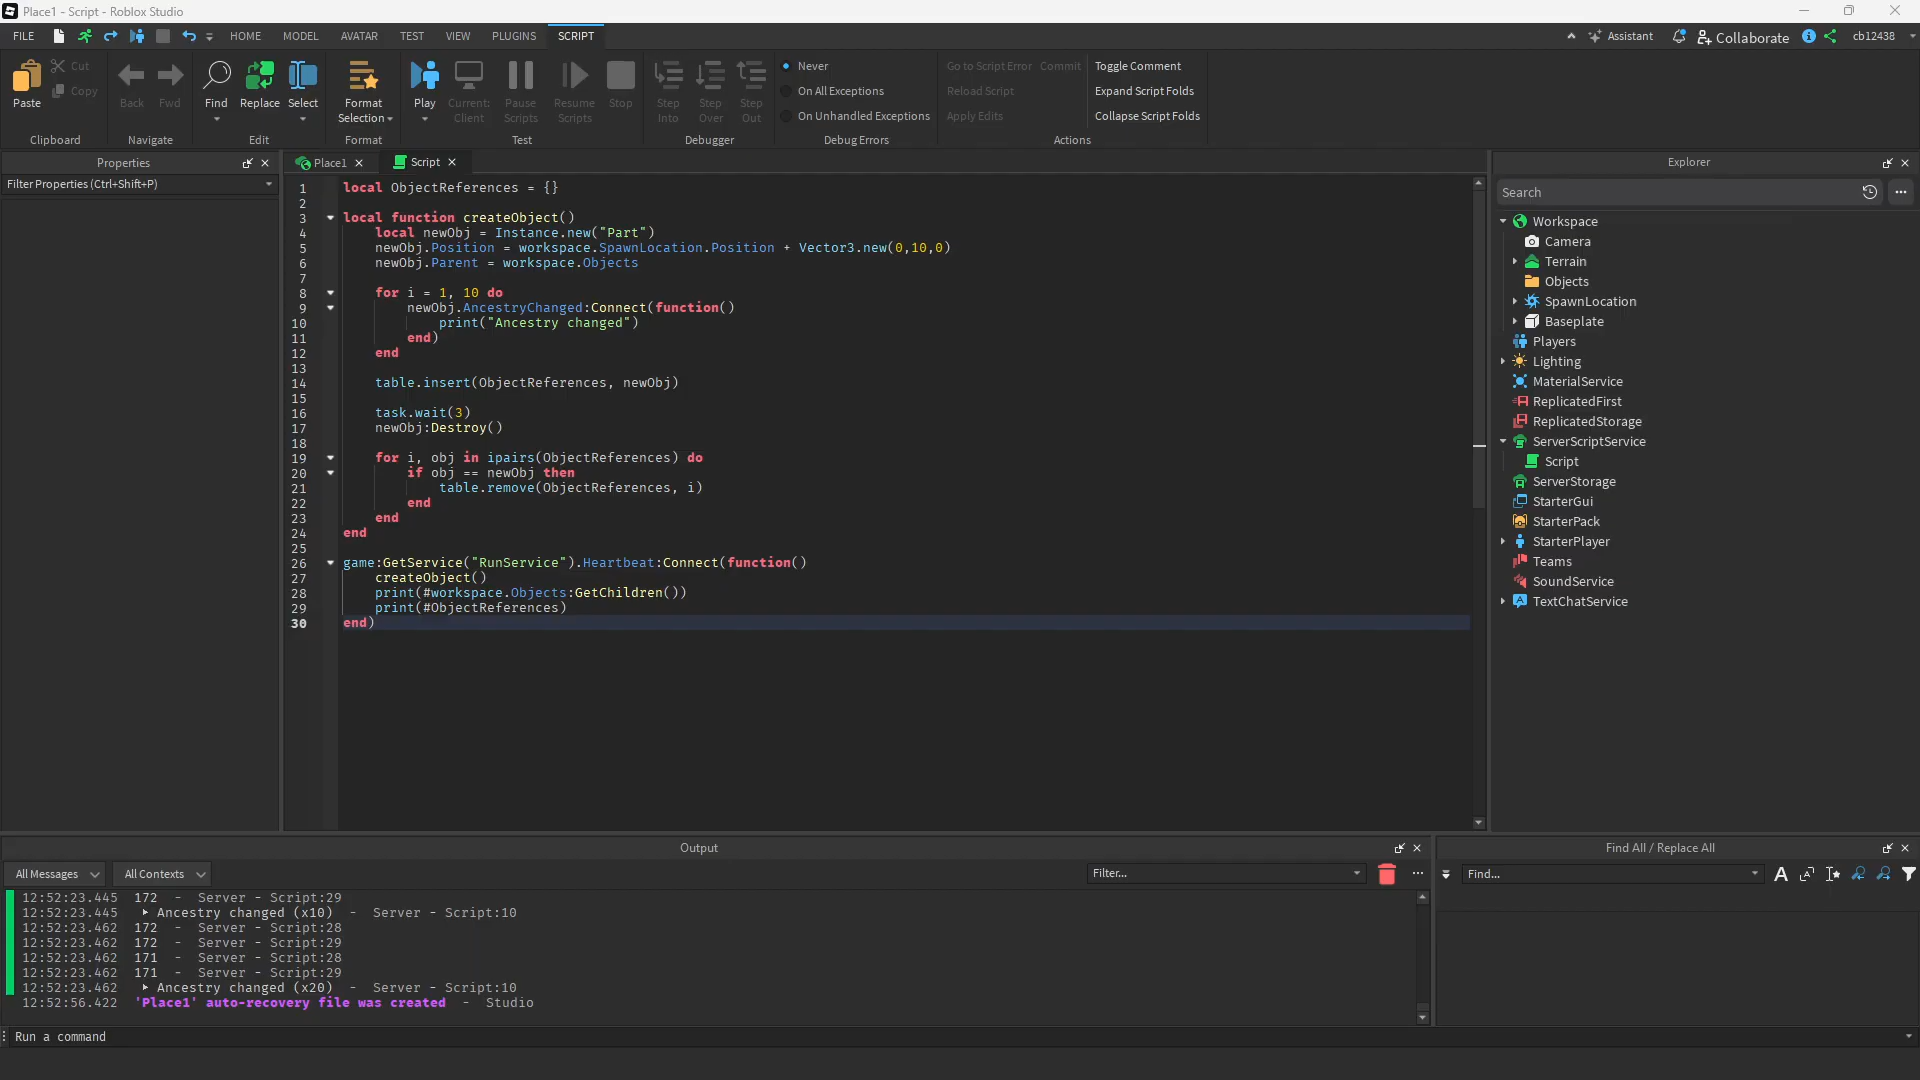 Place1 - Script - Roblox Studio
FILE HOME MODEL AVATAR TEST VIEW PLUGINS SCRIPT Assistant Collaborate cb12438
Paste Cut Copy
Clipboard
Back Fwd
Navigate
Find Replace Select
Edit
Format Selection
Format
Play Current: Client Pause Scripts Resume Scripts Stop
Test
Step Into Step Over Step Out
Debugger
Never
On All Exceptions
On Unhandled Exceptions
Debug Errors
Go to Script Error Commit Toggle Comment
Reload Script Expand Script Folds
Apply Edits Collapse Script Folds
Actions
Properties
Filter Properties (Ctrl+Shift+P)
Place1 Script
1 local ObjectReferences = {}
2
3 local function createObject()
4 local newObj = Instance.new("Part")
5 newObj.Position = workspace.SpawnLocation.Position + Vector3.new(0,10,0)
6 newObj.Parent = workspace.Objects
7
8 for i = 1, 10 do
9 newObj.AncestryChanged:Connect(function()
10 print("Ancestry changed")
11 end)
12 end
13
14 table.insert(ObjectReferences, newObj)
15
16 task.wait(3)
17 newObj:Destroy()
18
19 for i, obj in ipairs(ObjectReferences) do
20 if obj == newObj then
21 table.remove(ObjectReferences, i)
22 end
23 end
24 end
25
26 game:GetService("RunService").Heartbeat:Connect(function()
27 createObject()
28 print(#workspace.Objects:GetChildren())
29 print(#ObjectReferences)
30 end)
Explorer
Search
Workspace
Camera
Terrain
Objects
SpawnLocation
Baseplate
Players
Lighting
MaterialService
ReplicatedFirst
ReplicatedStorage
ServerScriptService
Script
ServerStorage
StarterGui
StarterPack
StarterPlayer
Teams
SoundService
TextChatService
Output
All Messages All Contexts Filter...
12:52:23.445 172 - Server - Script:29
12:52:23.445 Ancestry changed (x10) - Server - Script:10
12:52:23.462 172 - Server - Script:28
12:52:23.462 172 - Server - Script:29
12:52:23.462 171 - Server - Script:28
12:52:23.462 171 - Server - Script:29
12:52:23.462 Ancestry changed (x20) - Server - Script:10
12:52:56.422 'Place1' auto-recovery file was created - Studio
Find All / Replace All
Find...
Run a command